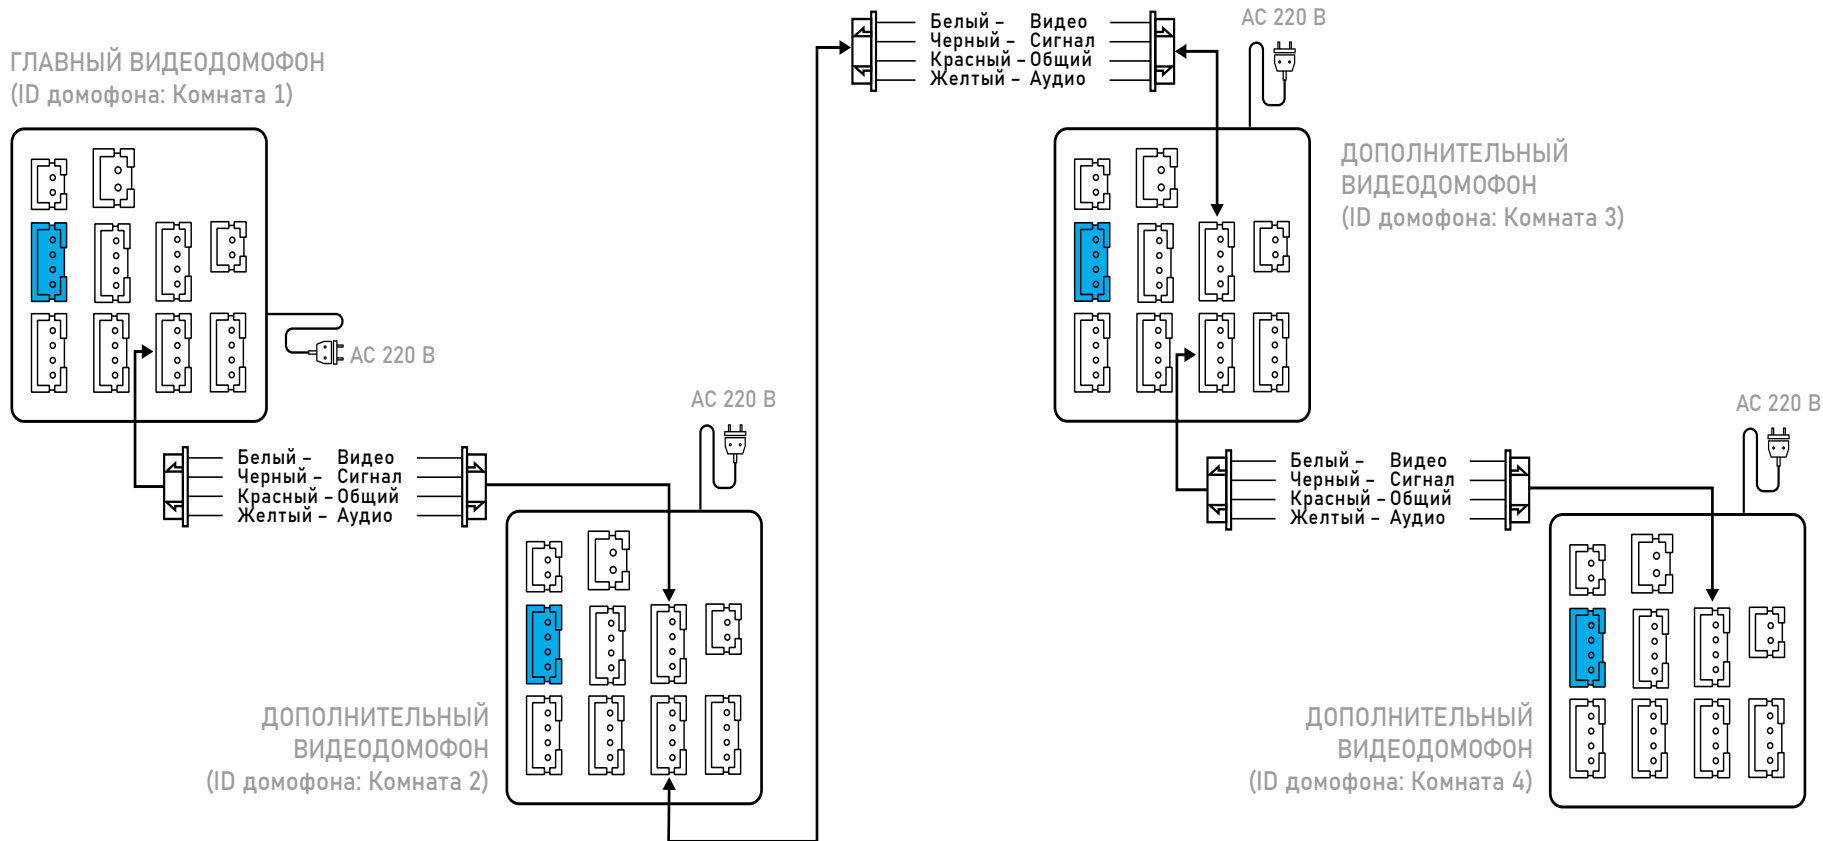 ГЛАВНЫЙ ВИДЕОДОМОФОН
(ID домофона: Комната 1)
AC 220 В
Белый – Видео
Черный – Сигнал
Красный – Общий
Желтый – Аудио
AC 220 В
ДОПОЛНИТЕЛЬНЫЙ
ВИДЕОДОМОФОН
(ID домофона: Комната 2)
Белый – Видео
Черный – Сигнал
Красный – Общий
Желтый – Аудио
AC 220 В
ДОПОЛНИТЕЛЬНЫЙ
ВИДЕОДОМОФОН
(ID домофона: Комната 3)
Белый – Видео
Черный – Сигнал
Красный – Общий
Желтый – Аудио
AC 220 В
ДОПОЛНИТЕЛЬНЫЙ
ВИДЕОДОМОФОН
(ID домофона: Комната 4)